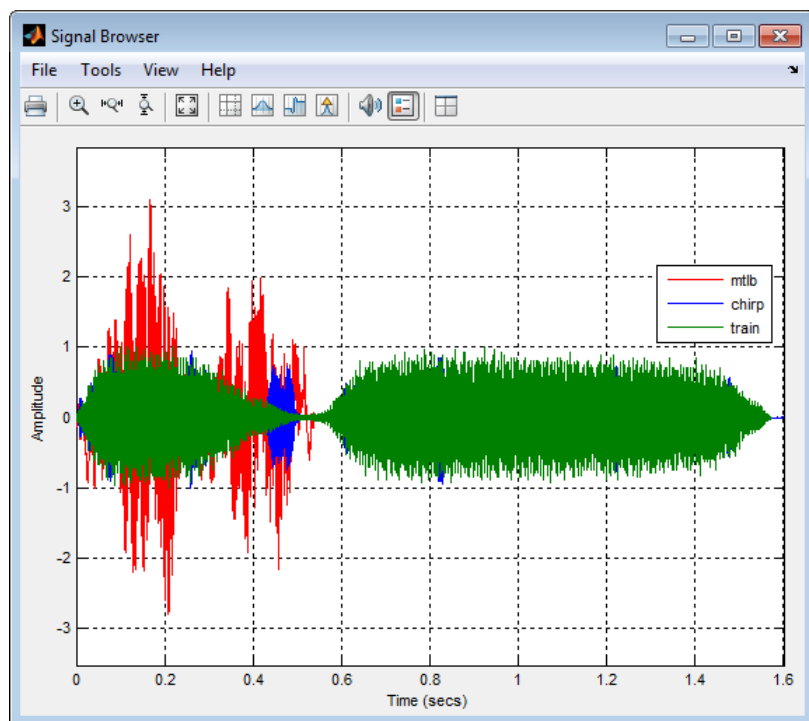 Signal Browser
File Tools View Help
3
2
1
0
-1
-2
-3
Amplitude
mtlb
chirp
train
0 0.2 0.4 0.6 0.8 1 1.2 1.4 1.6
Time (secs)